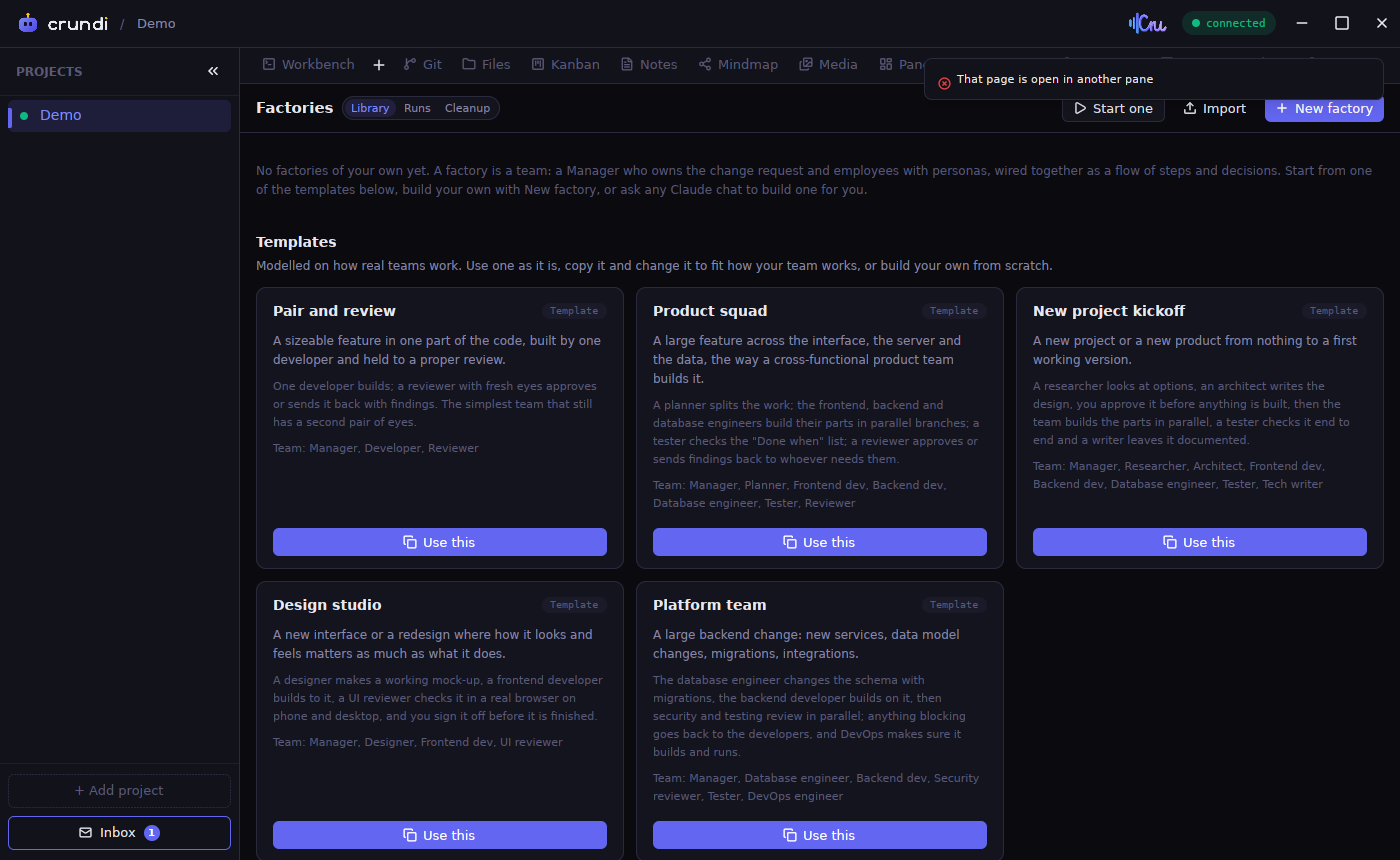 crundi / Demo
Cru
connected
PROJECTS
Workbench
Git
Files
Kanban
Notes
Mindmap
Media
That page is open in another pane
Demo
Factories
Library
Runs
Cleanup
Start one
Import
+ New factory
No factories of your own yet. A factory is a team: a Manager who owns the change request and employees with personas, wired together as a flow of steps and decisions. Start from one
of the templates below, build your own with New factory, or ask any Claude chat to build one for you.
Templates
Modelled on how real teams work. Use one as it is, copy it and change it to fit how your team works, or build your own from scratch.
Pair and review
Template
A sizeable feature in one part of the code, built by one
developer and held to a proper review.
One developer builds; a reviewer with fresh eyes approves
or sends it back with findings. The simplest team that still
has a second pair of eyes.
Team: Manager, Developer, Reviewer
Use this
Product squad
Template
A large feature across the interface, the server and
the data, the way a cross-functional product team
builds it.
A planner splits the work; the frontend, backend and
database engineers build their parts in parallel branches; a
tester checks the "Done when" list; a reviewer approves or
sends findings back to whoever needs them.
Team: Manager, Planner, Frontend dev, Backend dev,
Database engineer, Tester, Reviewer
Use this
New project kickoff
Template
A new project or a new product from nothing to a first
working version.
A researcher looks at options, an architect writes the
design, you approve it before anything is built, then the
team builds the parts in parallel, a tester checks it end to
end and a writer leaves it documented.
Team: Manager, Researcher, Architect, Frontend dev,
Backend dev, Database engineer, Tester, Tech writer
Use this
Design studio
Template
A new interface or a redesign where how it looks and
feels matters as much as what it does.
A designer makes a working mock-up, a frontend developer
builds to it, a UI reviewer checks it in a real browser on
phone and desktop, and you sign it off before it is finished.
Team: Manager, Designer, Frontend dev, UI reviewer
Use this
Platform team
Template
A large backend change: new services, data model
changes, migrations, integrations.
The database engineer changes the schema with
migrations, the backend developer builds on it, then
security and testing review in parallel; anything blocking
goes back to the developers, and DevOps makes sure it
builds and runs.
Team: Manager, Database engineer, Backend dev, Security
reviewer, Tester, DevOps engineer
Use this
+ Add project
Inbox 1